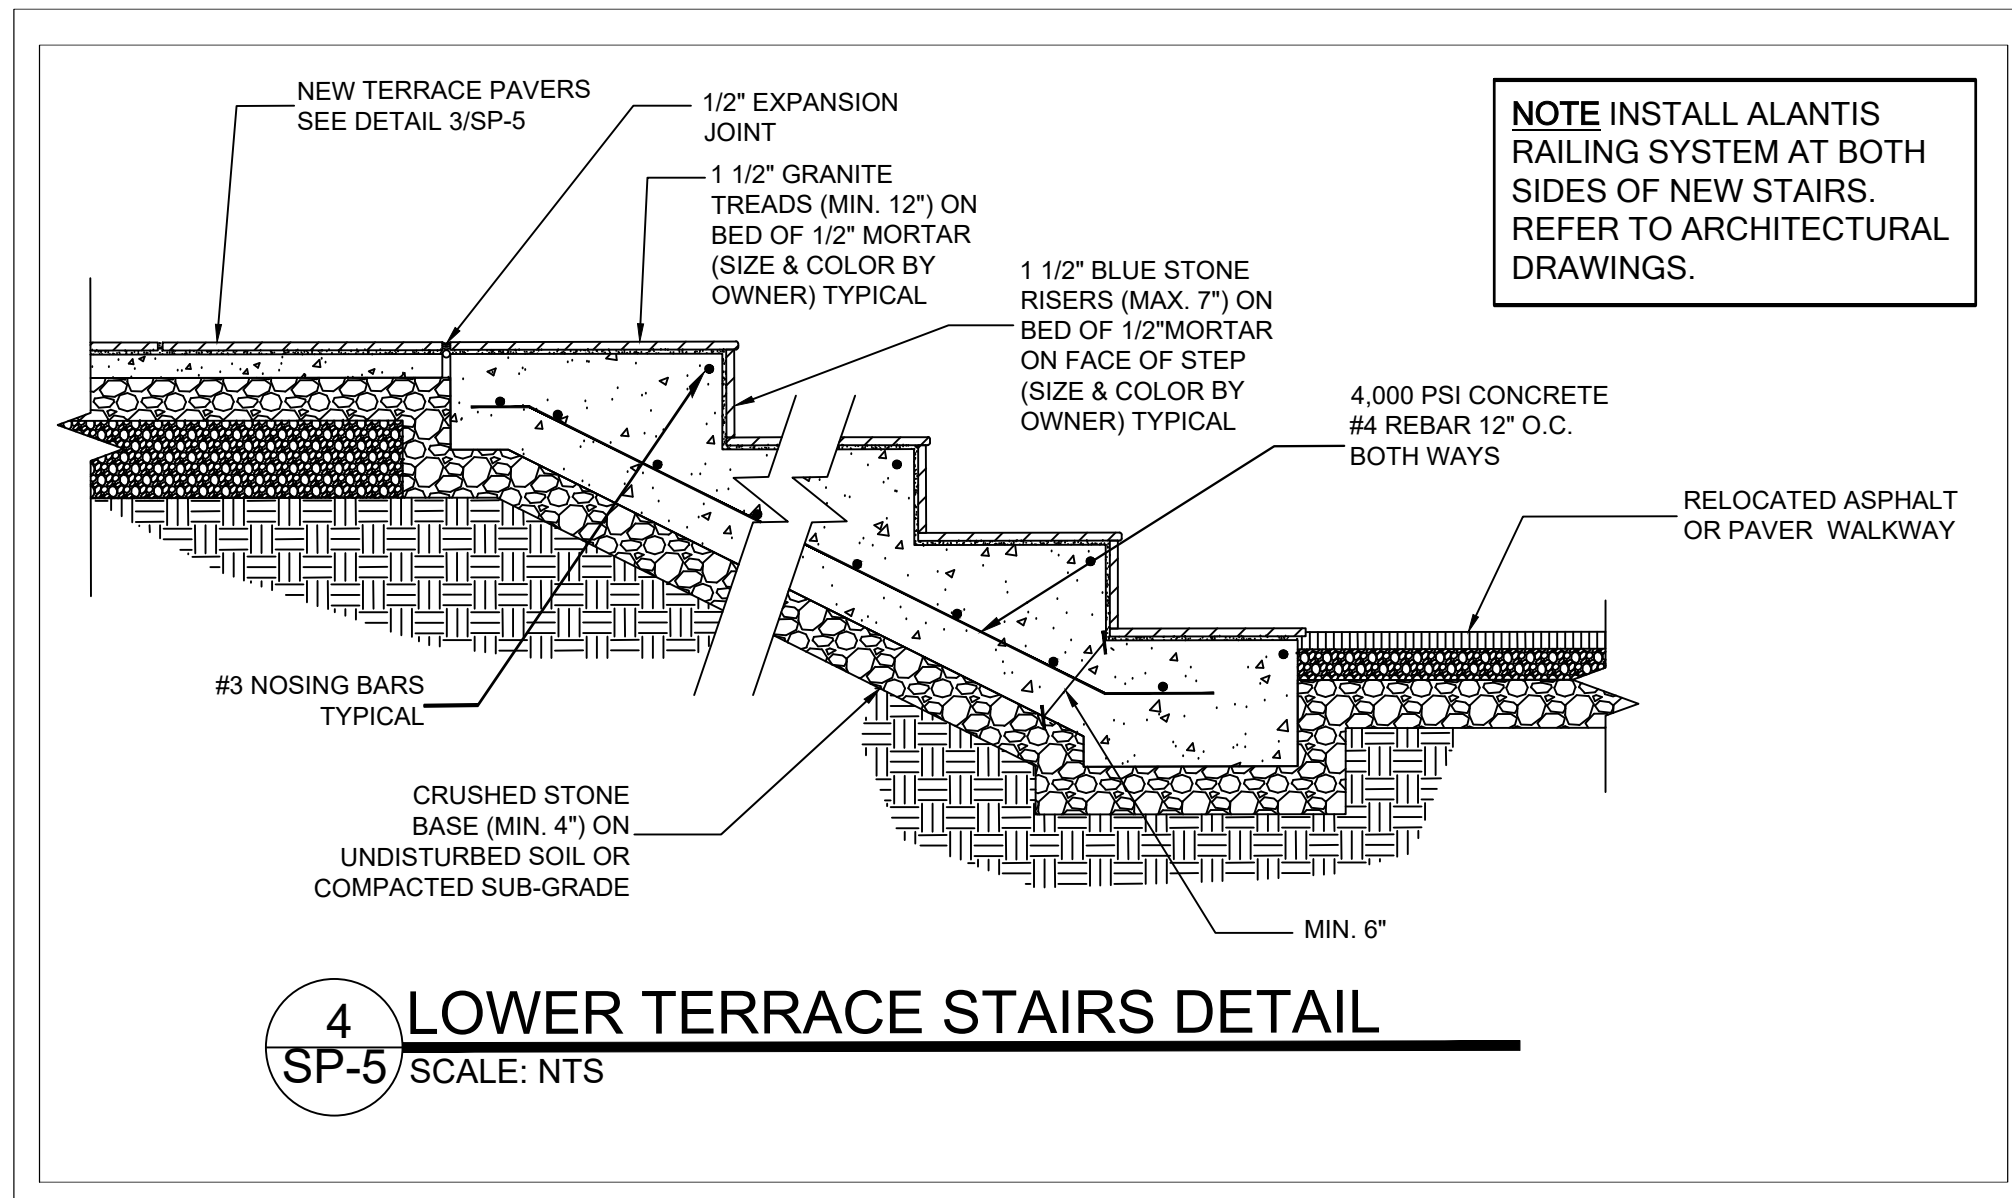 NEW TERRACE PAVERS
SEE DETAIL 3/SP-5
1/2" EXPANSION
JOINT
1 1/2" GRANITE
TREADS (MIN. 12") ON
BED OF 1/2" MORTAR
(SIZE & COLOR BY
OWNER) TYPICAL
1 1/2" BLUE STONE
RISERS (MAX. 7") ON
BED OF 1/2"MORTAR
ON FACE OF STEP
(SIZE & COLOR BY
OWNER) TYPICAL
NOTE INSTALL ALANTIS
RAILING SYSTEM AT BOTH
SIDES OF NEW STAIRS.
REFER TO ARCHITECTURAL
DRAWINGS.
4,000 PSI CONCRETE
#4 REBAR 12" O.C.
BOTH WAYS
RELOCATED ASPHALT
OR PAVER WALKWAY
#3 NOSING BARS
TYPICAL
CRUSHED STONE
BASE (MIN. 4") ON
UNDISTURBED SOIL OR
COMPACTED SUB-GRADE
MIN. 6"
4
SP-5
LOWER TERRACE STAIRS DETAIL
SCALE: NTS